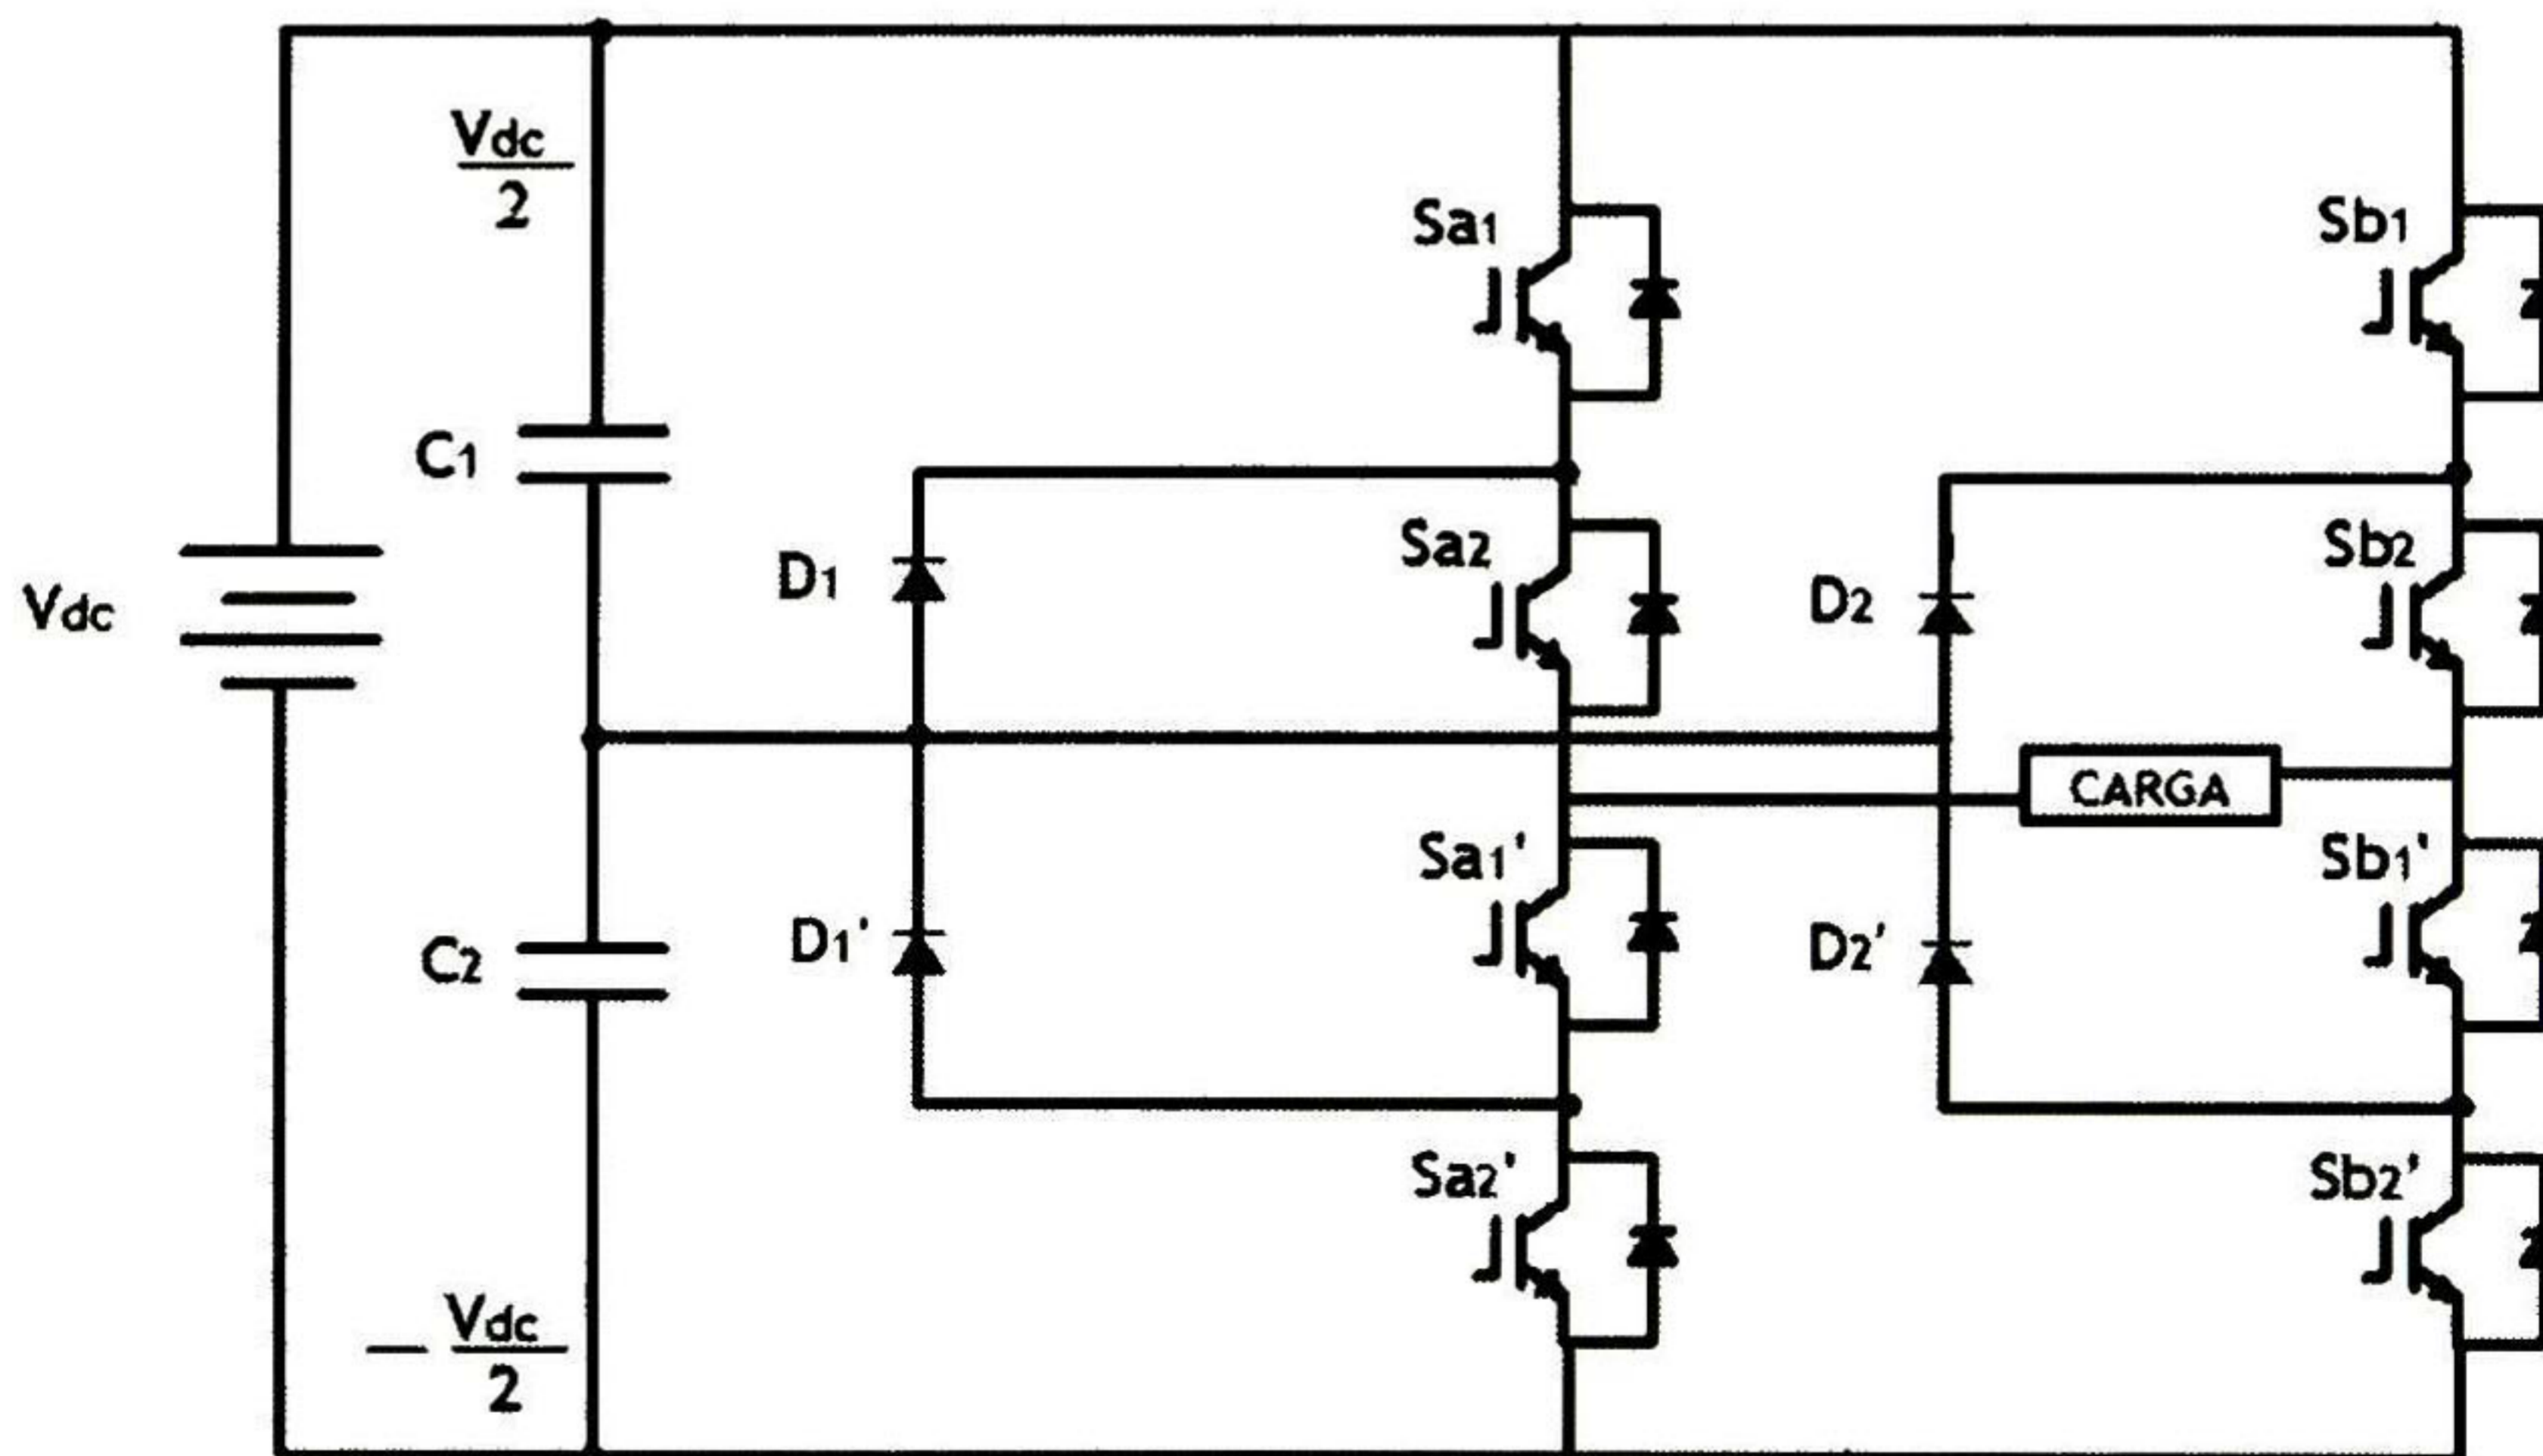 Vdc
2
Sa1
Sb1
C1
Sa2
Sb2
D1
D2
Vdc
CARGA
Sa1'
Sb1'
D1'
D2'
C2
Sa2'
Sb2'
− Vdc
2